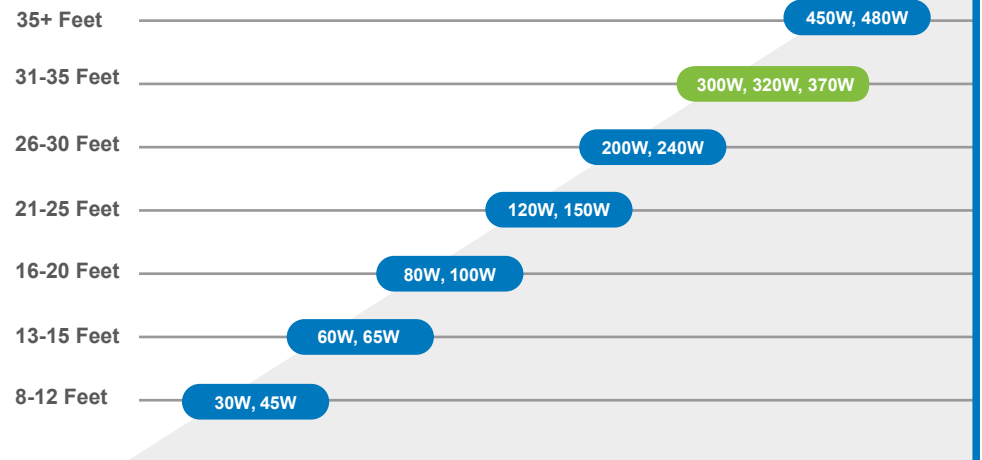 35+ Feet
450W, 480W
31-35 Feet
300W, 320W, 370W
26-30 Feet
200W, 240W
21-25 Feet
120W, 150W
16-20 Feet
80W, 100W
13-15 Feet
60W, 65W
8-12 Feet
30W, 45W